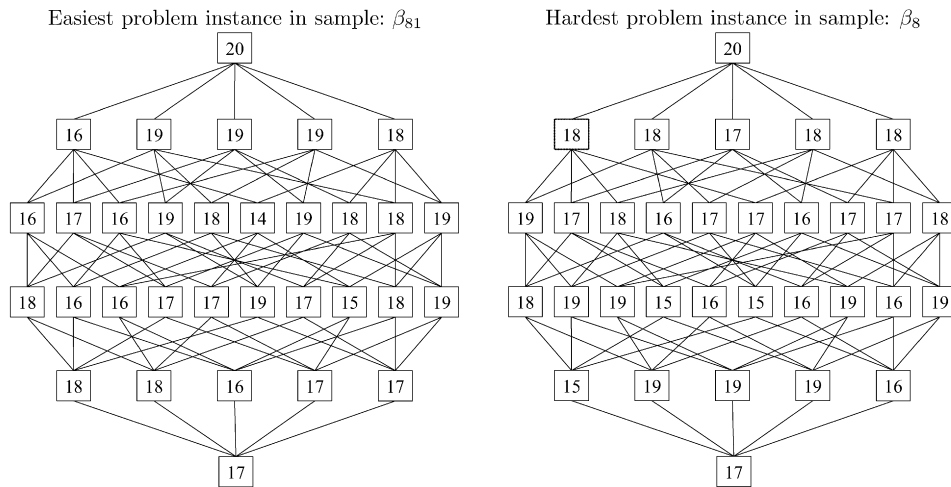 Easiest problem instance in sample: β81
20
16 19 19 19 18
16 17 16 19 18 14 19 18 18 19
18 16 16 17 17 19 17 15 18 19
18 18 16 17 17
17
Hardest problem instance in sample: β8
20
18 18 17 18 18
19 17 18 16 17 17 16 17 17 18
18 19 19 15 16 15 16 19 16 19
15 19 19 19 16
17